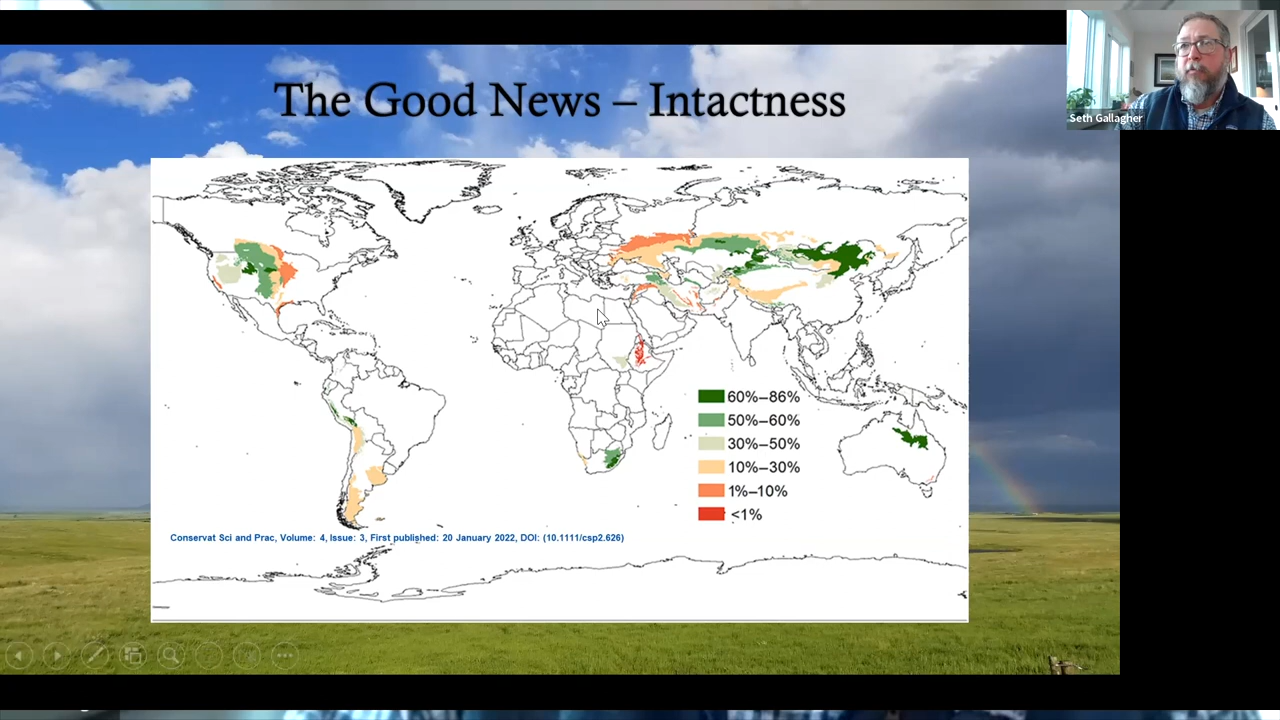 The Good News – Intactness
Seth Gallagher
60%–86%
50%–60%
30%–50%
10%–30%
1%–10%
<1%
Conservat Sci and Prac, Volume: 4, Issue: 3, First published: 20 January 2022, DOI: (10.1111/csp2.626)